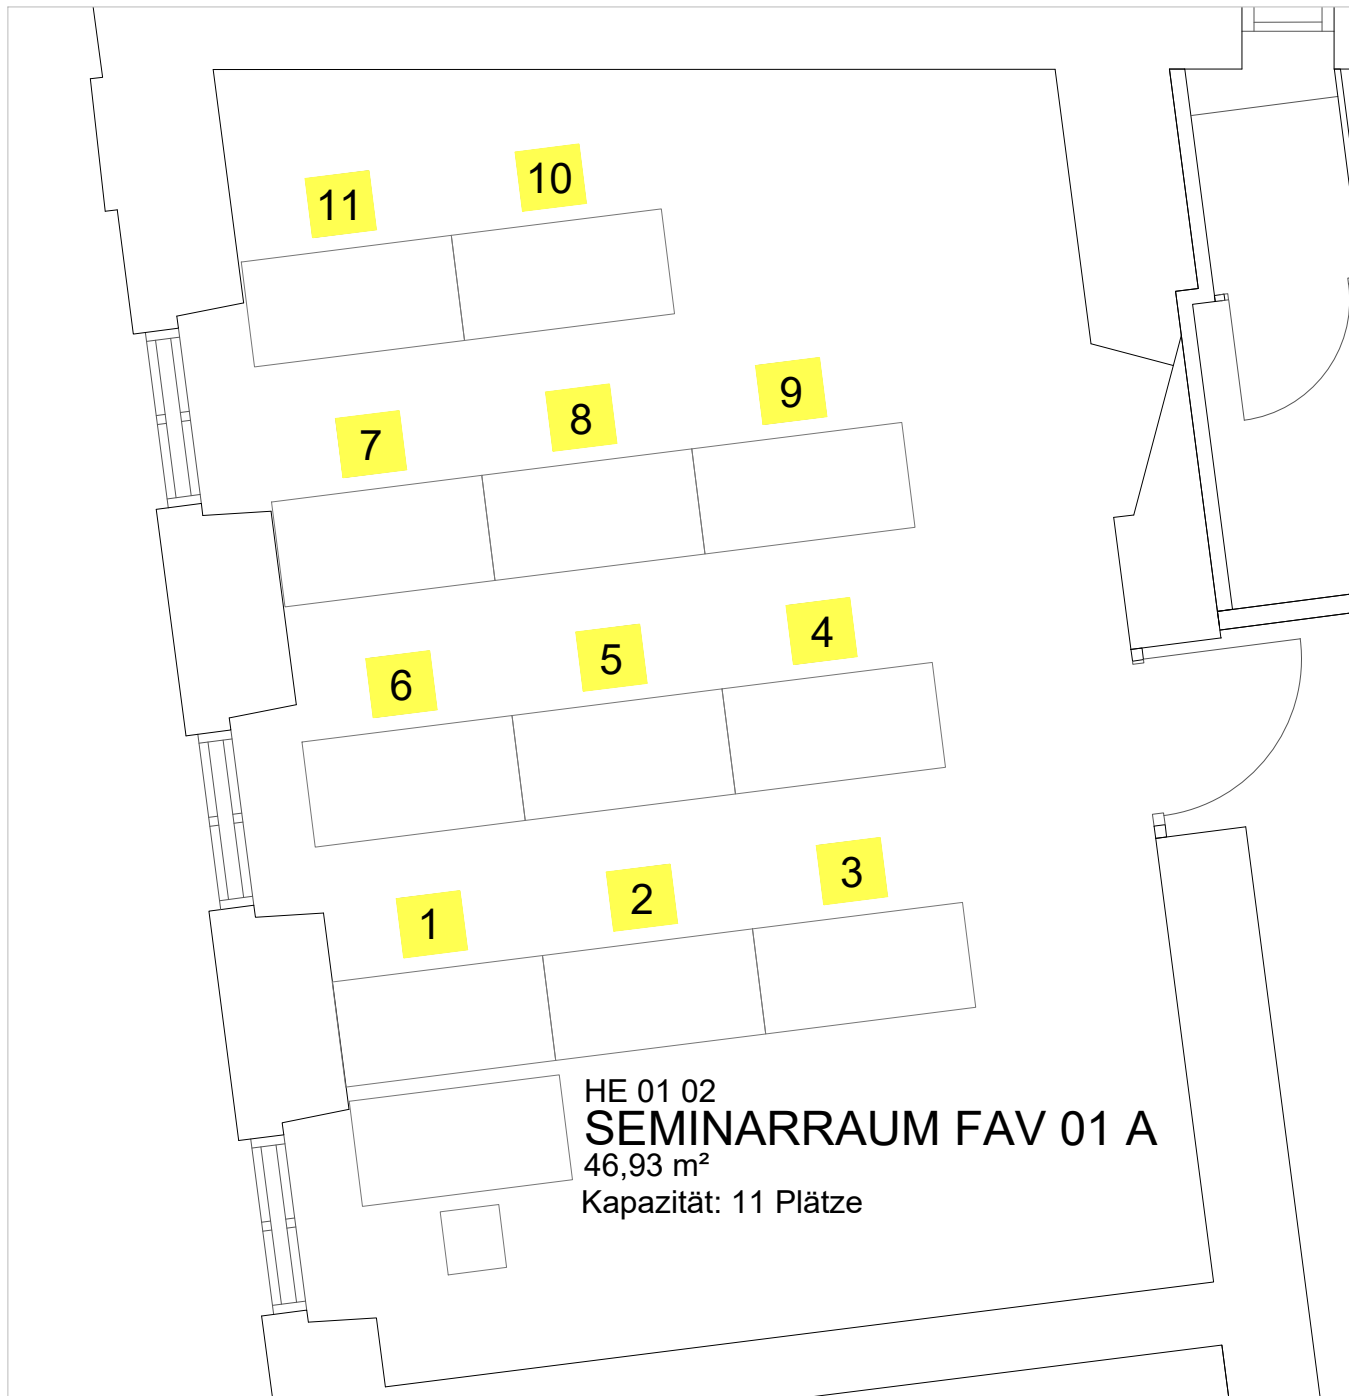 11 10
7 8 9
6 5 4
1 2 3
HE 01 02
SEMINARRAUM FAV 01 A
46,93 m²
Kapazität: 11 Plätze